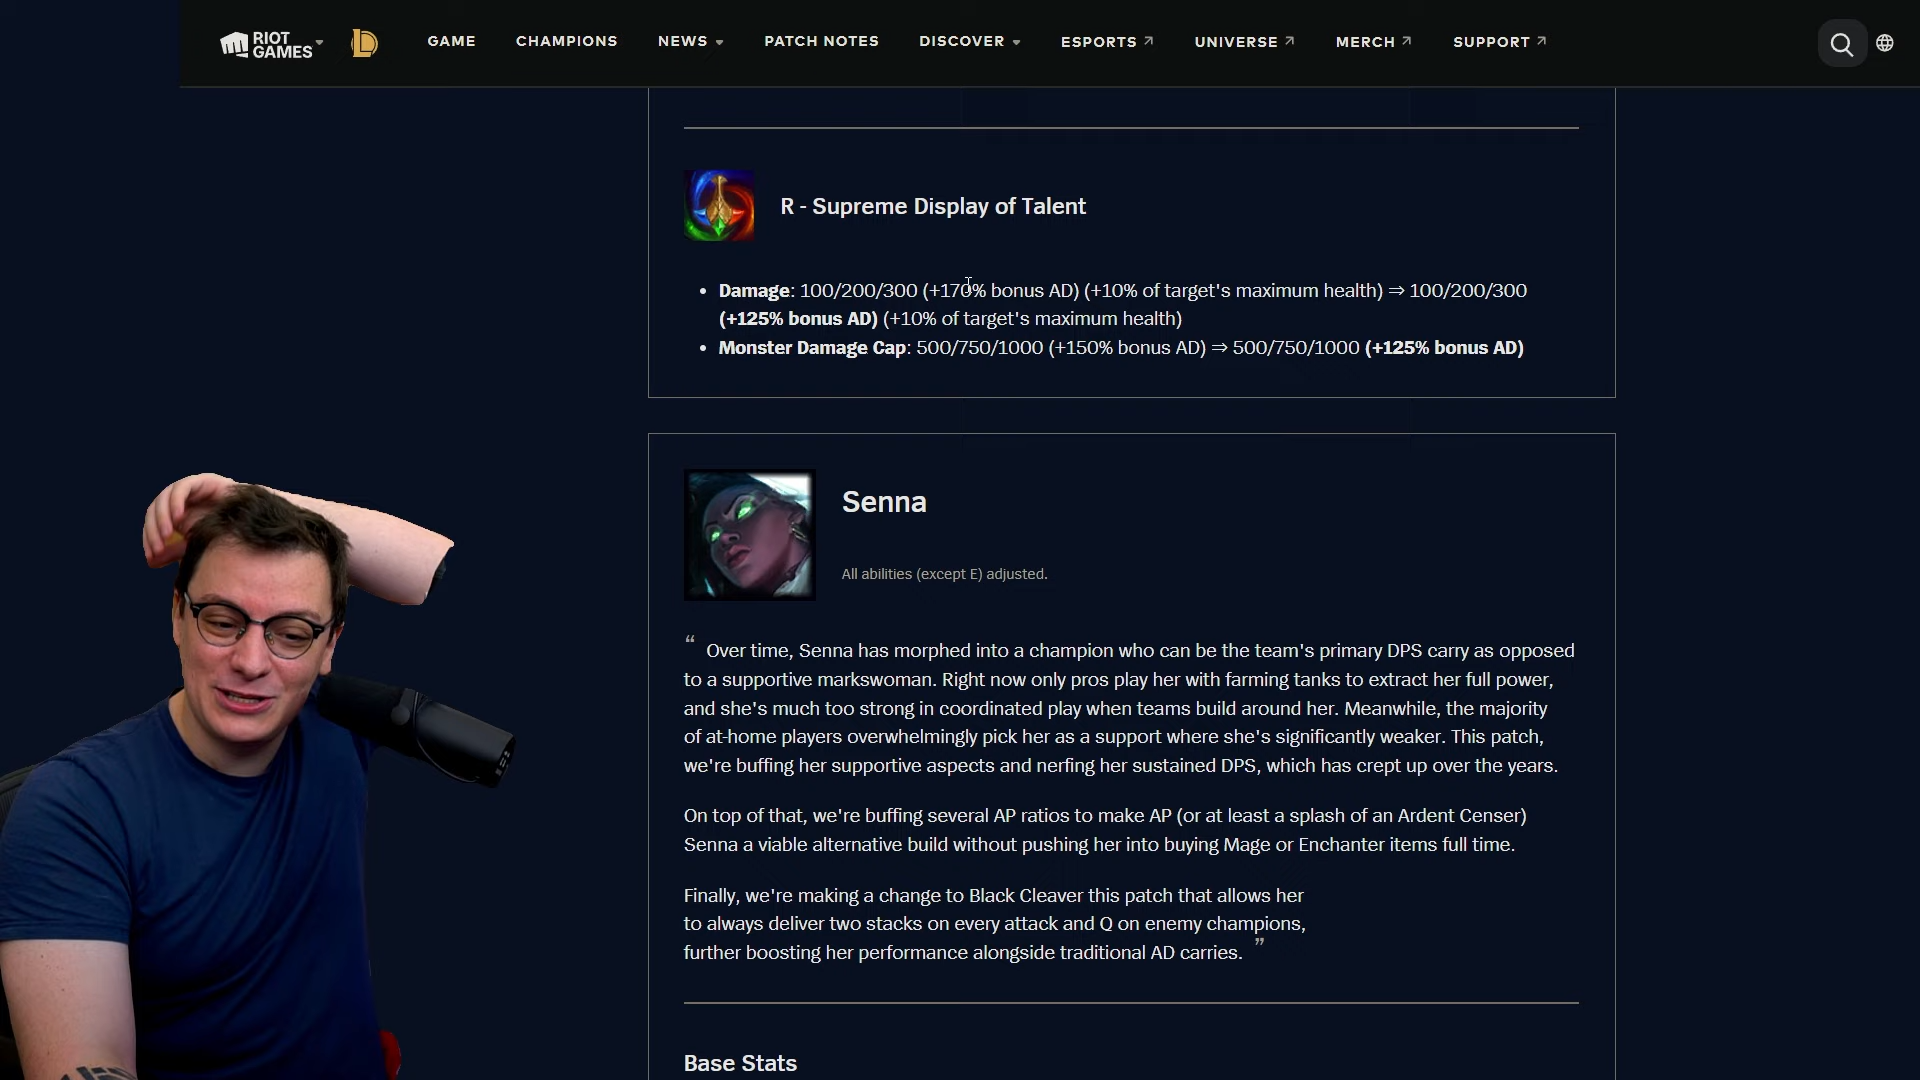 RIOT GAMES
GAME CHAMPIONS NEWS PATCH NOTES DISCOVER ESPORTS UNIVERSE MERCH SUPPORT
R - Supreme Display of Talent
• Damage: 100/200/300 (+170% bonus AD) (+10% of target's maximum health) ⇒ 100/200/300
(+125% bonus AD) (+10% of target's maximum health)
• Monster Damage Cap: 500/750/1000 (+150% bonus AD) ⇒ 500/750/1000 (+125% bonus AD)
Senna
All abilities (except E) adjusted.
“ Over time, Senna has morphed into a champion who can be the team's primary DPS carry as opposed
to a supportive markswoman. Right now only pros play her with farming tanks to extract her full power,
and she's much too strong in coordinated play when teams build around her. Meanwhile, the majority
of at-home players overwhelmingly pick her as a support where she's significantly weaker. This patch,
we're buffing her supportive aspects and nerfing her sustained DPS, which has crept up over the years.
On top of that, we're buffing several AP ratios to make AP (or at least a splash of an Ardent Censer)
Senna a viable alternative build without pushing her into buying Mage or Enchanter items full time.
Finally, we're making a change to Black Cleaver this patch that allows her
to always deliver two stacks on every attack and Q on enemy champions,
further boosting her performance alongside traditional AD carries. ”
Base Stats